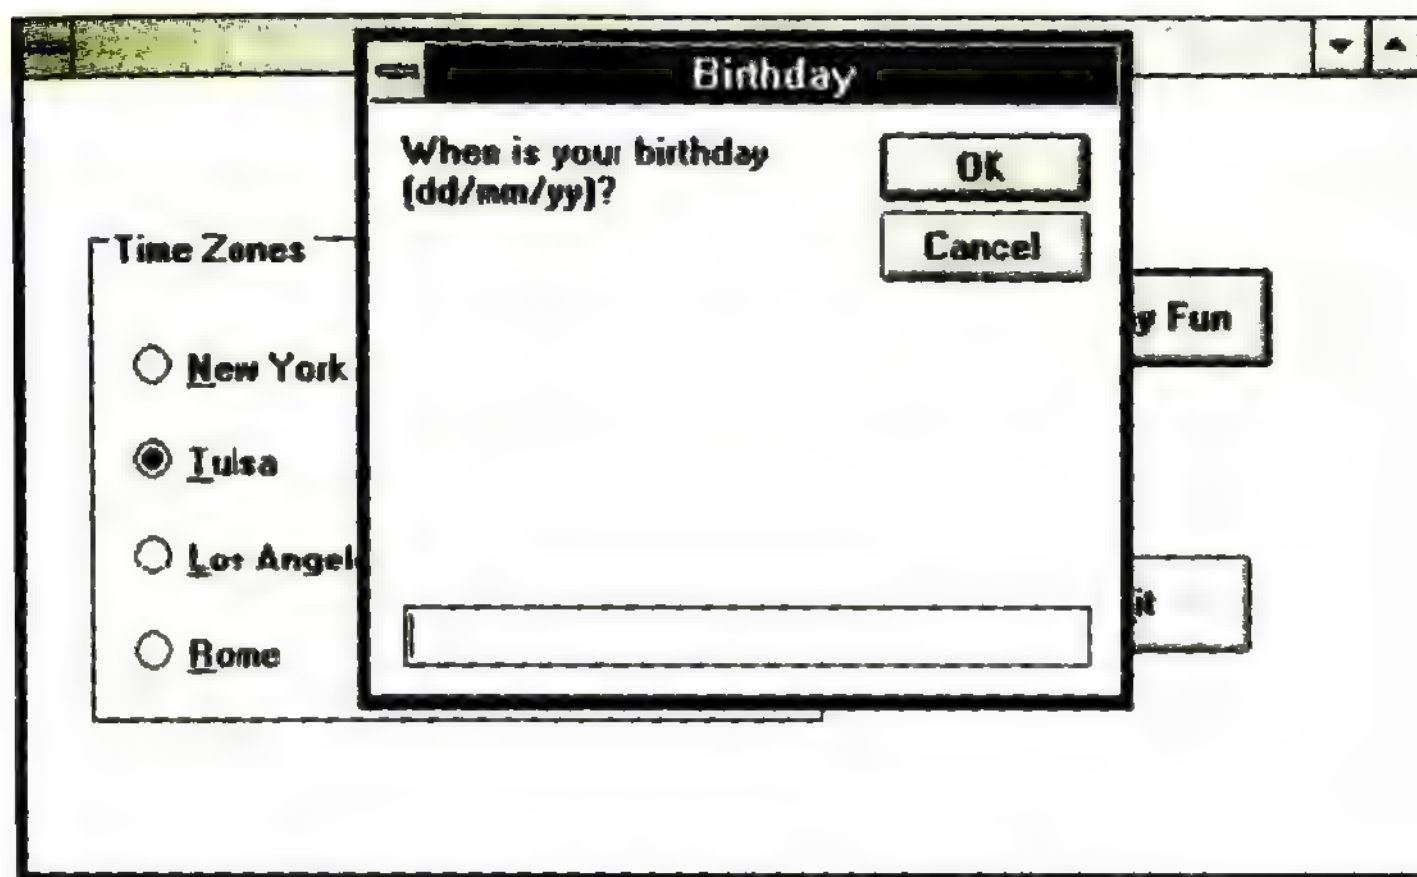 Birthday
When is your birthday
(dd/mm/yy)?
OK
Cancel
Time Zones
New York
Tulsa
Los Angel
Rome
y Fun
it